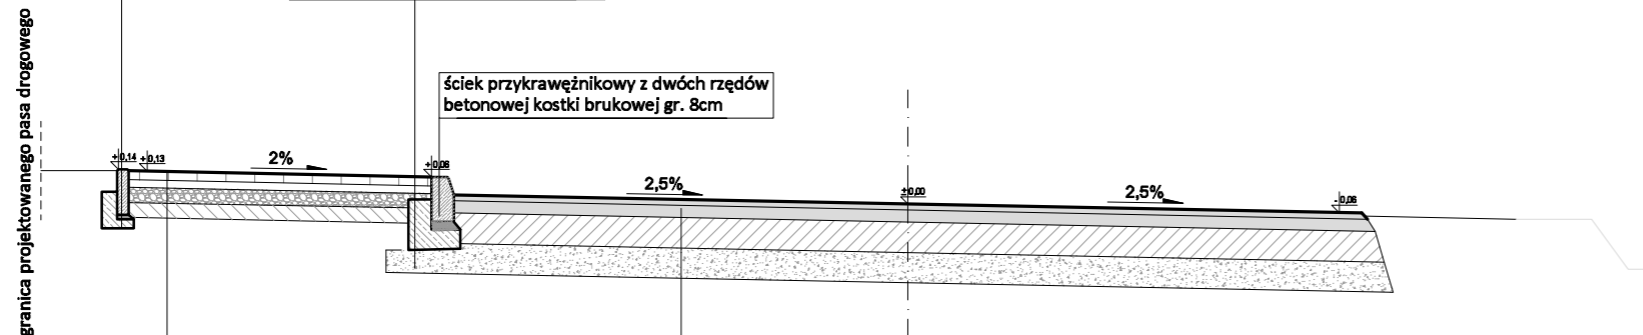 granica projektowanego pasa drogowego
ściek przykrawężnikowy z dwóch rzędów
betonowej kostki brukowej gr. 8cm
+0,14
+0,13
2%
+0,08
2,5%
±0,00
2,5%
-0,06